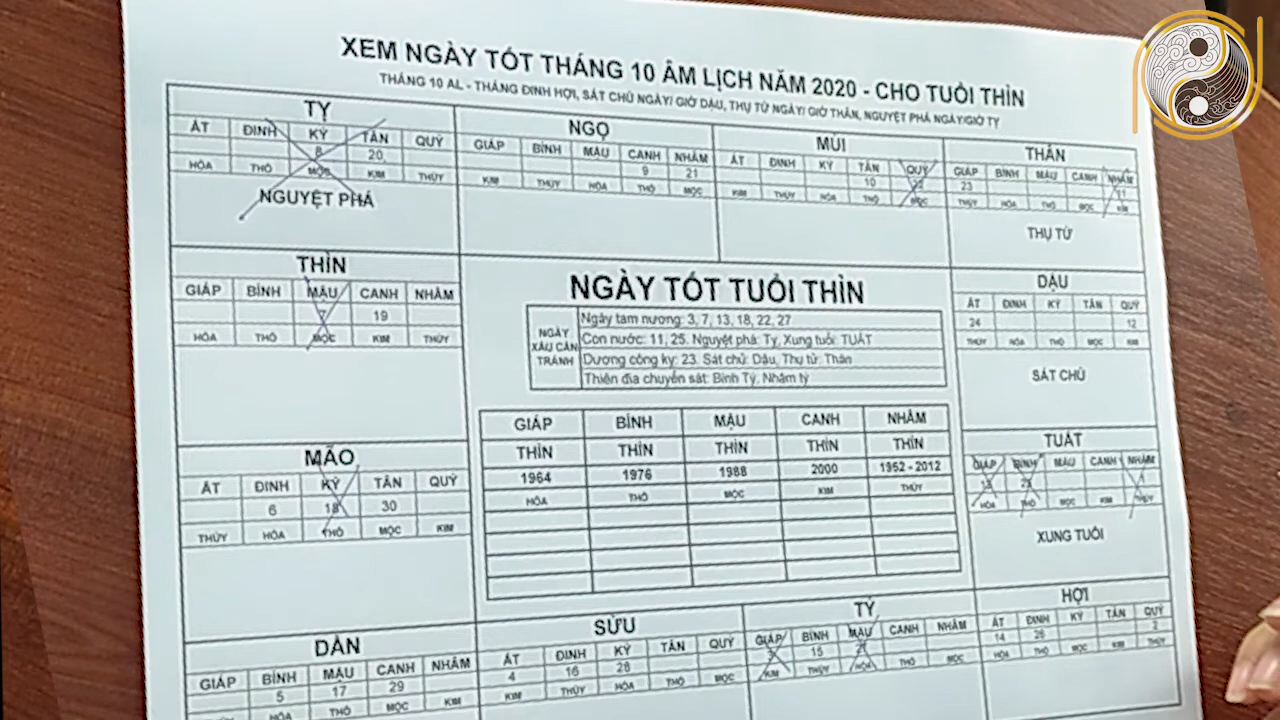 XEM NGÀY TỐT THÁNG 10 ÂM LỊCH NĂM 2020 - CHO TUỔI THÌN
THÁNG 10 AL - THÁNG ĐINH HỢI, SÁT CHỦ NGÀY/ GIỜ DẬU, THỤ TỬ NGÀY/ GIỜ THÂN, NGUYỆT PHÁ NGÀY/GIỜ TỴ
TỴ
ẤT ĐINH KỶ TÂN QUÝ
8 20
HỎA THỔ MỘC KIM THỦY
NGUYỆT PHÁ
NGỌ
GIÁP BÍNH MẬU CANH NHÂM
9 21
KIM THỦY HỎA THỔ MỘC
MÙI
ẤT ĐINH KỶ TÂN QUÝ
10 22
KIM THỦY HỎA THỔ MỘC
THÂN
GIÁP BÍNH MẬU CANH NHÂM
23 11
THỦY HỎA THỔ MỘC KIM
THỤ TỬ
THÌN
GIÁP BÍNH MẬU CANH NHÂM
7 19
HỎA THỔ MỘC KIM THỦY
NGÀY TỐT TUỔI THÌN
NGÀY XẤU CẦN TRÁNH
Ngày tam nương: 3, 7, 13, 18, 22, 27
Con nước: 11, 25. Nguyệt phá: Tỵ, Xung tuổi: TUẤT
Dương công kỵ: 23. Sát chủ: Dậu, Thụ tử: Thân
Thiên địa chuyển sát: Bính Tý, Nhâm tý
DẬU
ẤT ĐINH KỶ TÂN QUÝ
24 12
THỦY HỎA THỔ MỘC KIM
SÁT CHỦ
MÃO
ẤT ĐINH KỶ TÂN QUÝ
6 18 30
THỦY HỎA THỔ MỘC KIM
GIÁP BÍNH MẬU CANH NHÂM
THÌN THÌN THÌN THÌN THÌN
1964 1976 1988 2000 1952 - 2012
HỎA THỔ MỘC KIM THỦY
TUẤT
GIÁP BÍNH MẬU CANH NHÂM
13 25 1
HỎA THỔ MỘC KIM THỦY
XUNG TUỔI
DẦN
GIÁP BÍNH MẬU CANH NHÂM
5 17 29
HỎA THỔ MỘC KIM
SỬU
ẤT ĐINH KỶ TÂN QUÝ
4 16 28
KIM THỦY HỎA THỔ MỘC
TÝ
GIÁP BÍNH MẬU CANH NHÂM
3 15 27
KIM THỦY HỎA THỔ MỘC
HỢI
ẤT ĐINH KỶ TÂN QUÝ
14 26 2
HỎA THỔ MỘC KIM THỦY